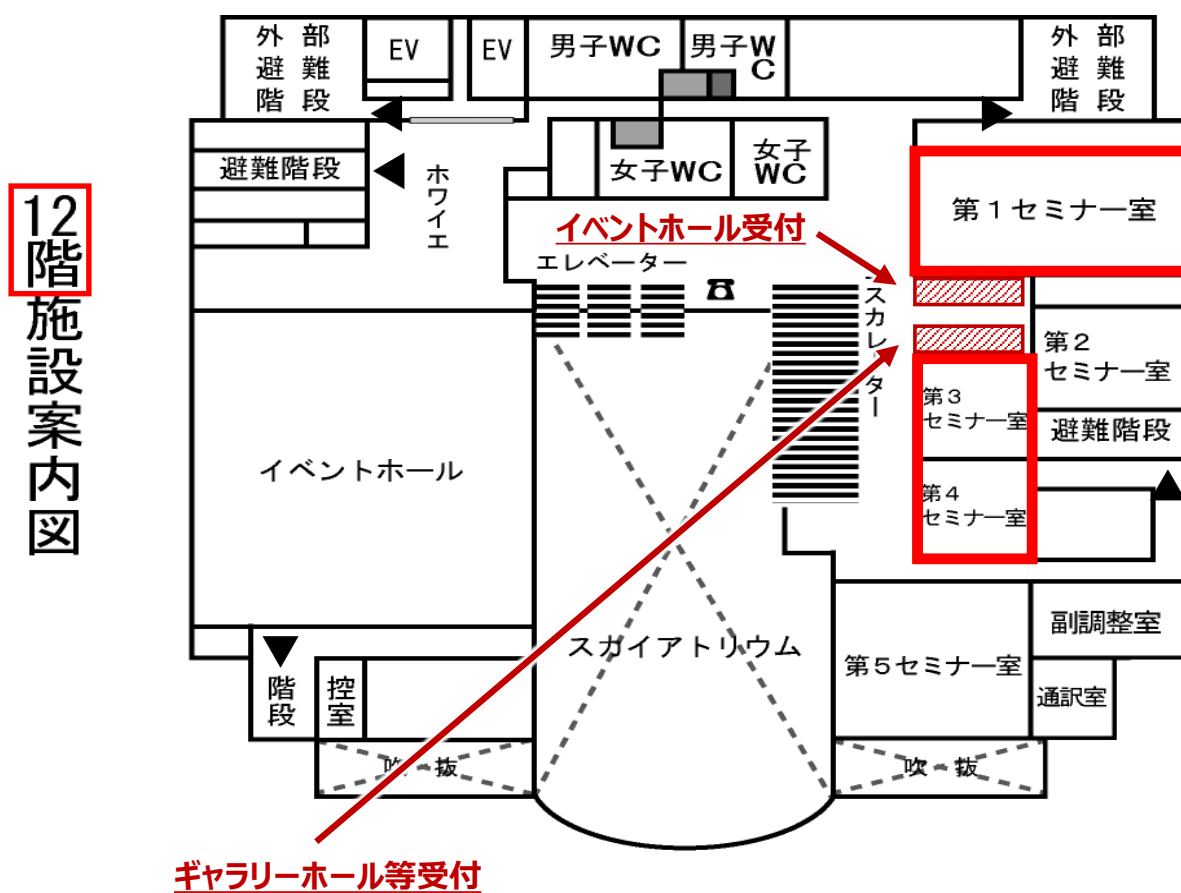 12階施設案内図
外部
避難
階段
EV
EV
男子WC
男子W
C
外部
避難
階段
避難階段
ホワイエ
女子WC
女子
WC
第1セミナー室
イベントホール受付
エレベーター
エスカレーター
第2
セミナー室
第3
セミナー室
避難階段
イベントホール
第4
セミナー室
スカイアトリウム
副調整室
第5セミナー室
階段
控室
通訳室
吹抜
吹抜
ギャラリーホール等受付